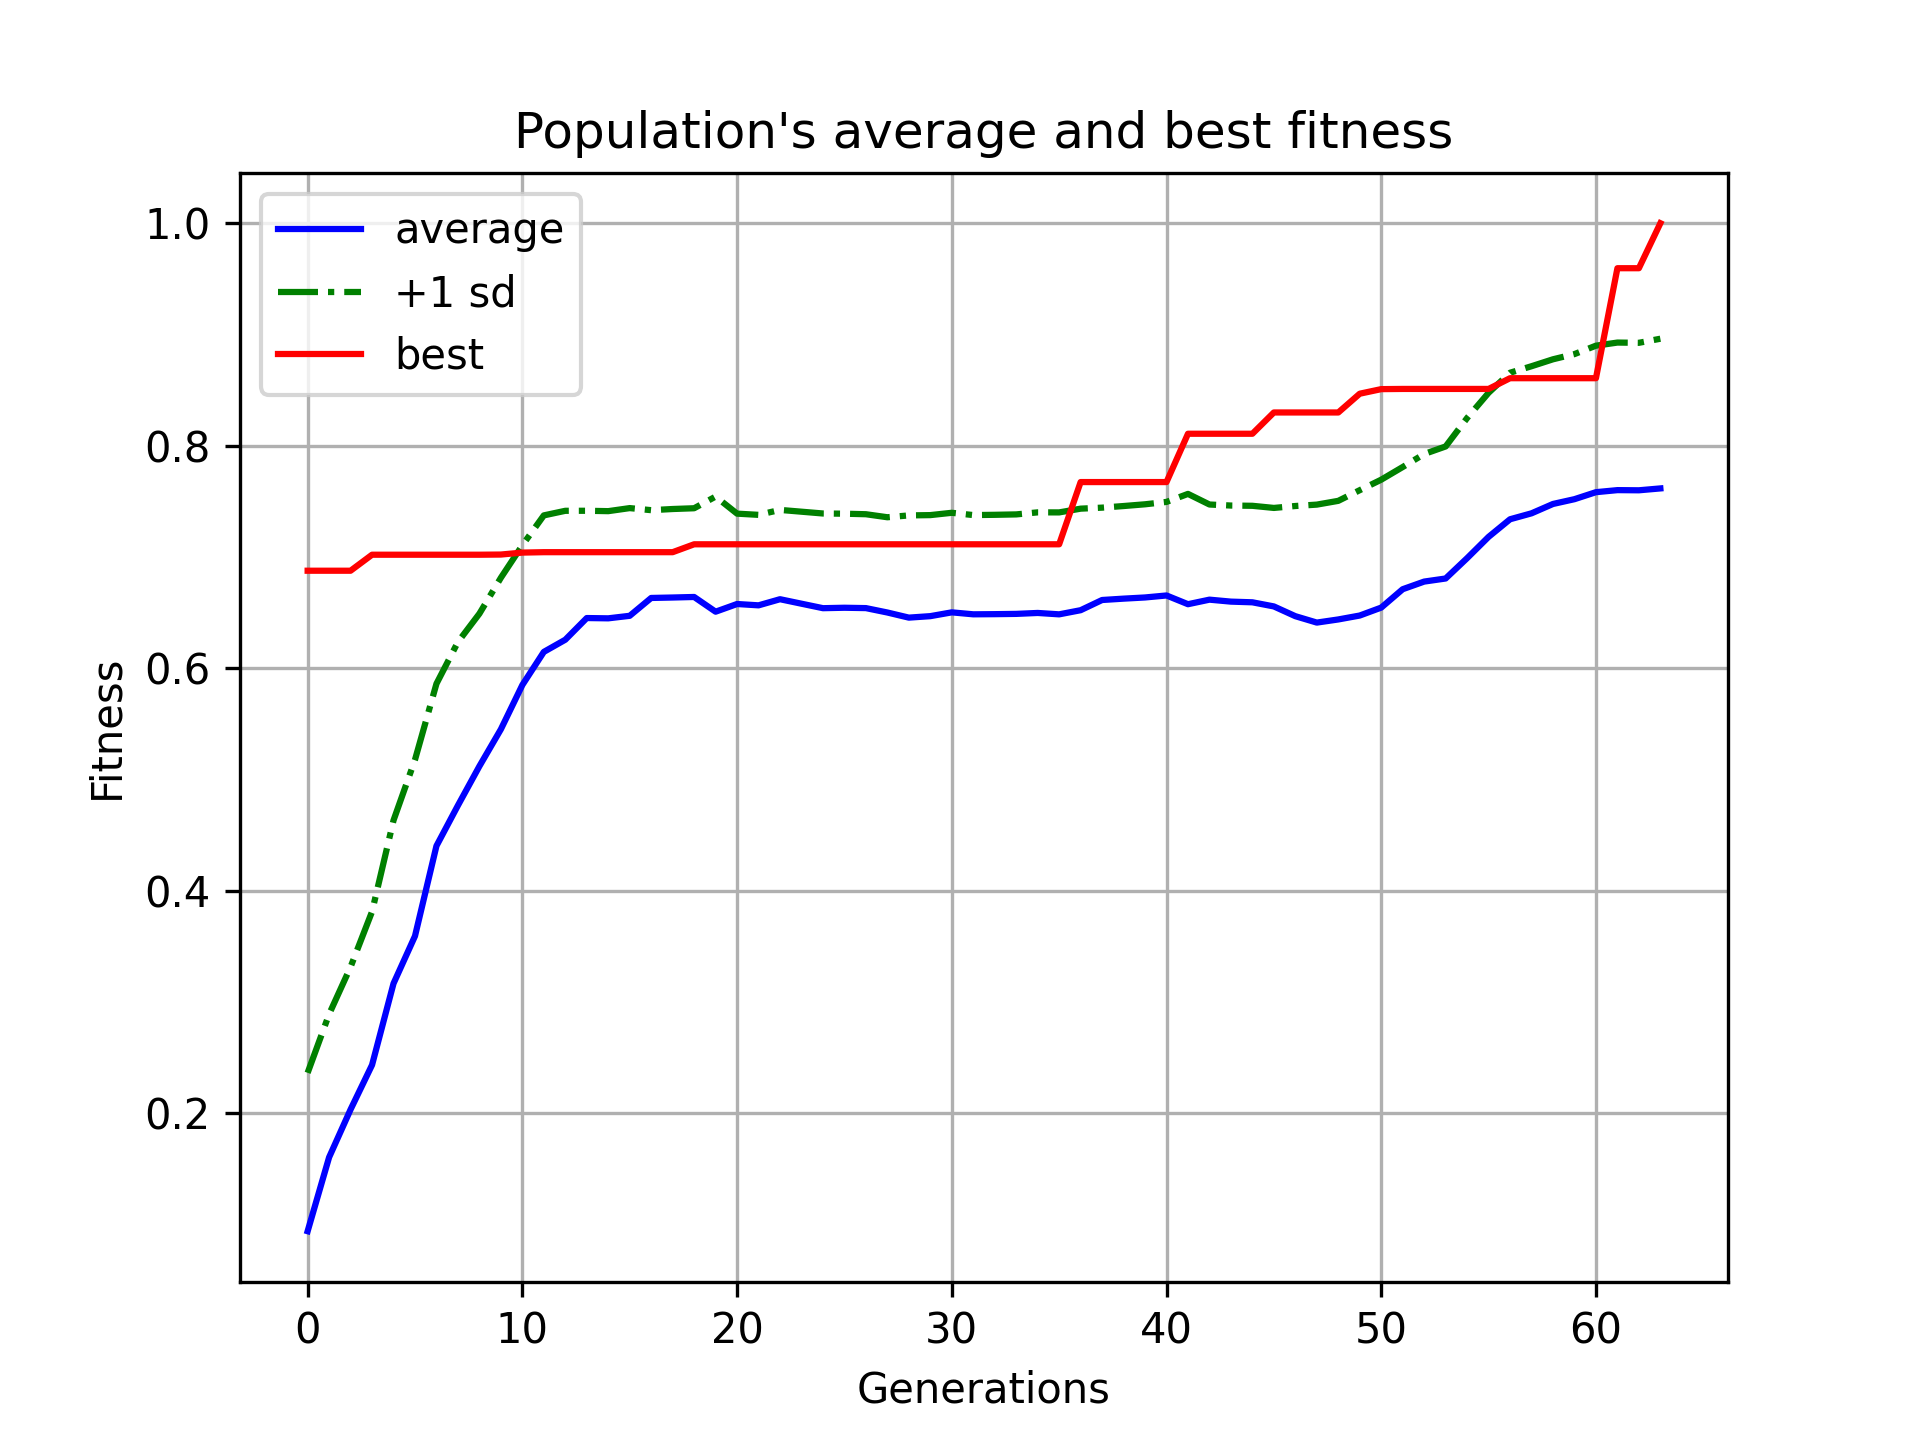 Population's average and best fitness
average
+1 sd
best
1.0
0.8
0.6
0.4
0.2
Fitness
0 10 20 30 40 50 60
Generations